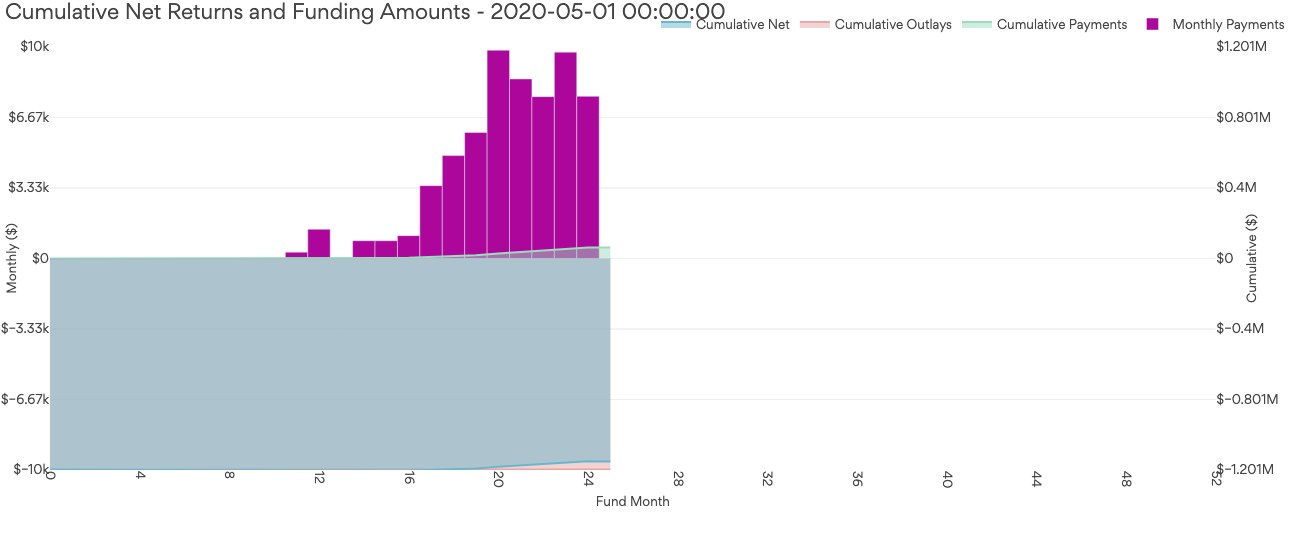 Cumulative Net Returns and Funding Amounts - 2020-05-01 00:00:00
Cumulative Net Cumulative Outlays Cumulative Payments Monthly Payments
$10k
$6.67k
$3.33k
$0
$−3.33k
$−6.67k
$−10k
Monthly ($)
$1.201M
$0.801M
$0.4M
$0
$−0.4M
$−0.801M
$−1.201M
Cumulative ($)
0 4 8 12 16 20 24 28 32 36 40 44 48 52
Fund Month